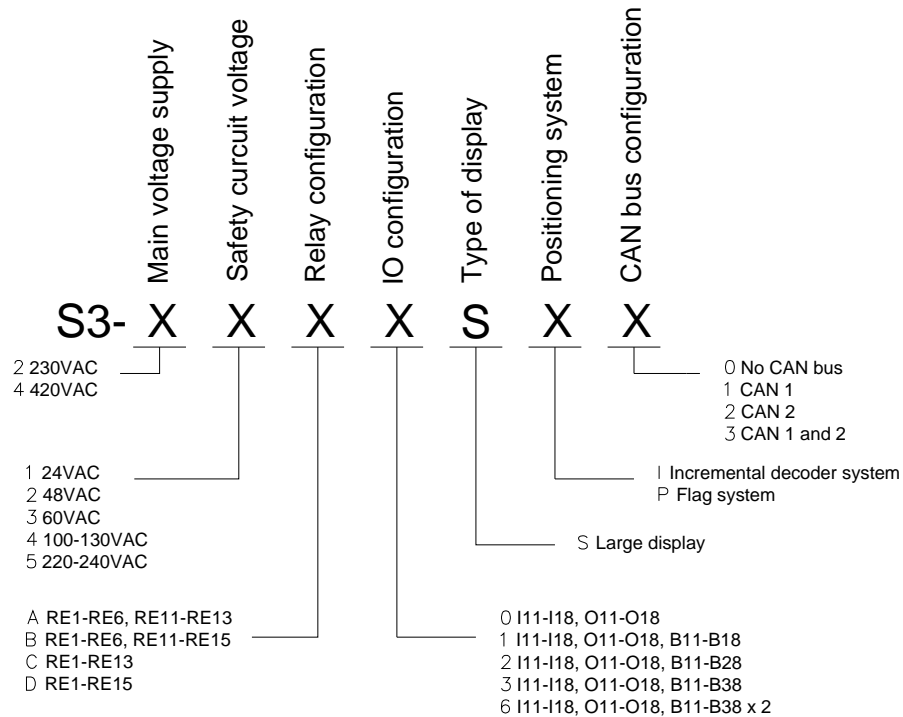 Main voltage supply
Safety curcuit voltage
Relay configuration
IO configuration
Type of display
Positioning system
CAN bus configuration
S3- X X X X S X X
2 230VAC
4 420VAC
0 No CAN bus
1 CAN 1
2 CAN 2
3 CAN 1 and 2
1 24VAC
2 48VAC
3 60VAC
4 100-130VAC
5 220-240VAC
I Incremental decoder system
P Flag system
S Large display
A RE1-RE6, RE11-RE13
B RE1-RE6, RE11-RE15
C RE1-RE13
D RE1-RE15
0 I11-I18, O11-O18
1 I11-I18, O11-O18, B11-B18
2 I11-I18, O11-O18, B11-B28
3 I11-I18, O11-O18, B11-B38
6 I11-I18, O11-O18, B11-B38 x 2